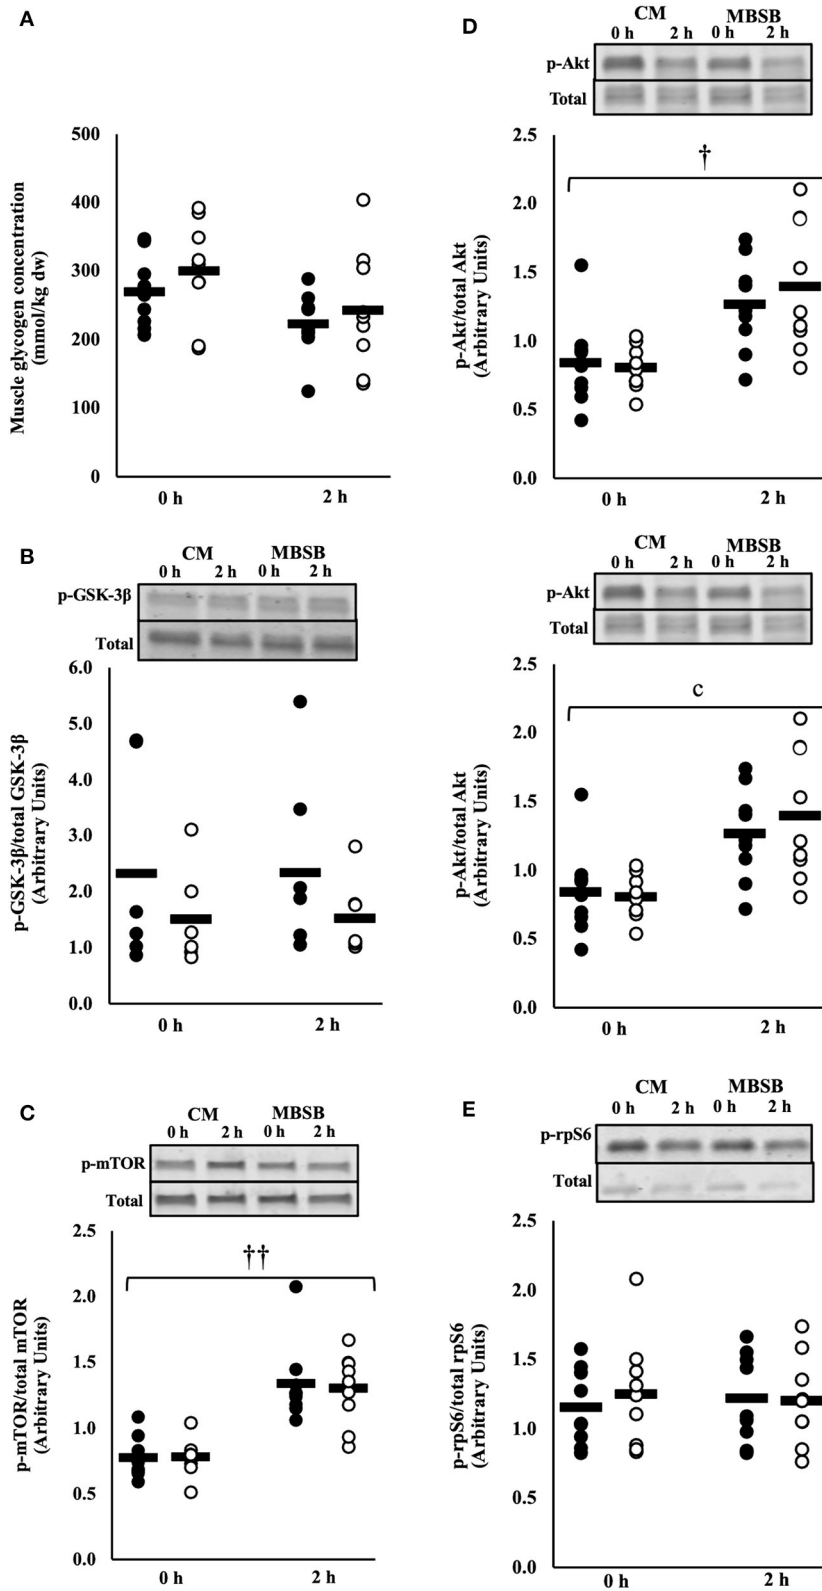 A
Muscle glycogen concentration
(mmol/kg dw)
500
400
300
200
100
0
0 h
2 h
B
CM
MBSB
0 h
2 h
0 h
2 h
p-GSK-3β
Total
p-GSK-3β/total GSK-3β
(Arbitrary Units)
6.0
5.0
4.0
3.0
2.0
1.0
0.0
0 h
2 h
C
CM
MBSB
0 h
2 h
0 h
2 h
p-mTOR
Total
p-mTOR/total mTOR
(Arbitrary Units)
2.5
2.0
1.5
1.0
0.5
0.0
††
0 h
2 h
D
CM
MBSB
0 h
2 h
0 h
2 h
p-Akt
Total
p-Akt/total Akt
(Arbitrary Units)
2.5
2.0
1.5
1.0
0.5
0.0
†
0 h
2 h
CM
MBSB
0 h
2 h
0 h
2 h
p-Akt
Total
p-Akt/total Akt
(Arbitrary Units)
2.5
2.0
1.5
1.0
0.5
0.0
c
0 h
2 h
E
CM
MBSB
0 h
2 h
0 h
2 h
p-rpS6
Total
p-rpS6/total rpS6
(Arbitrary Units)
2.5
2.0
1.5
1.0
0.5
0.0
0 h
2 h